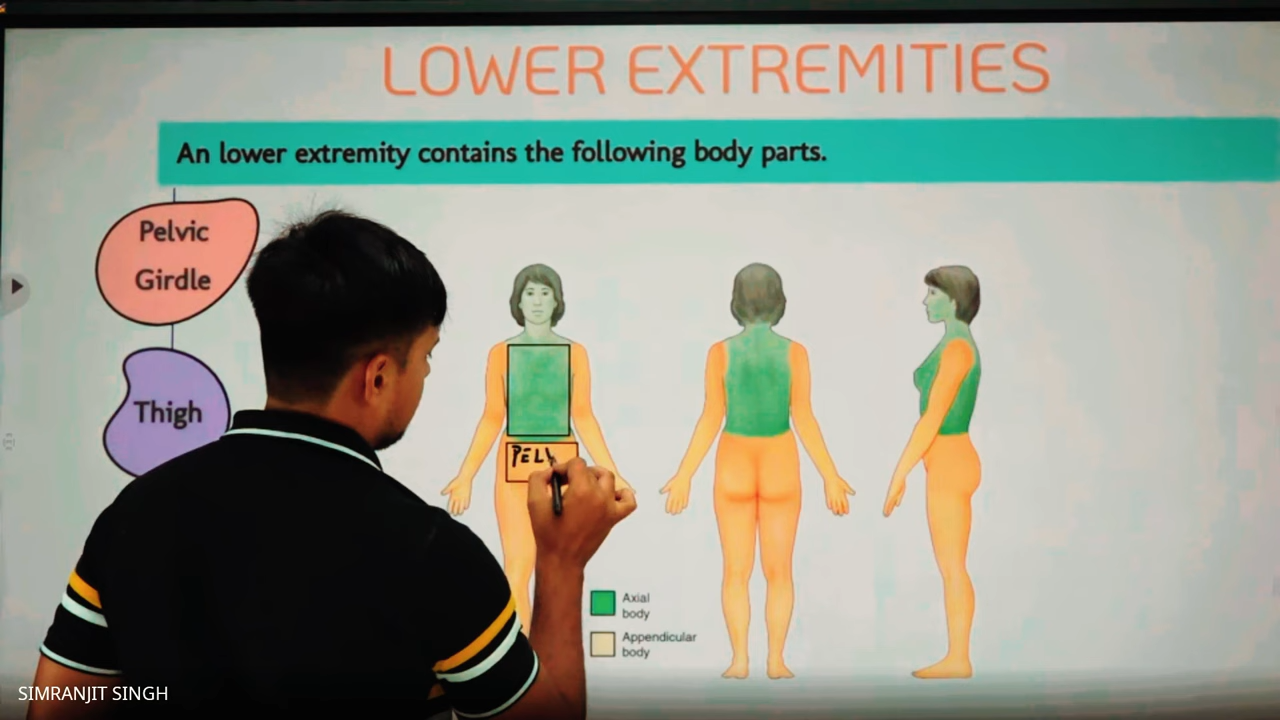 LOWER EXTREMITIES
An lower extremity contains the following body parts.
Pelvic
Girdle
Thigh
PELV
Axial
body
Appendicular
body
SIMRANJIT SINGH